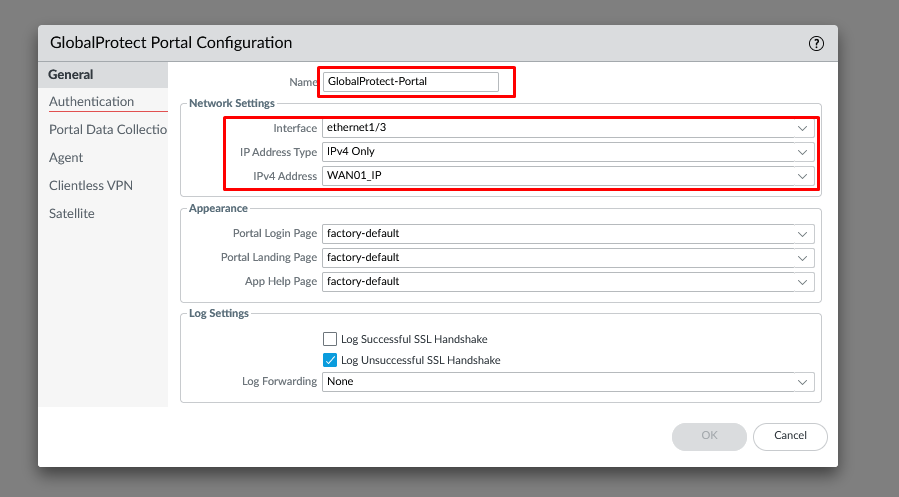 GlobalProtect Portal Configuration
General
Authentication
Portal Data Collectio
Agent
Clientless VPN
Satellite
Name GlobalProtect-Portal
Network Settings
Interface ethernet1/3
IP Address Type IPv4 Only
IPv4 Address WAN01_IP
Appearance
Portal Login Page factory-default
Portal Landing Page factory-default
App Help Page factory-default
Log Settings
Log Successful SSL Handshake
Log Unsuccessful SSL Handshake
Log Forwarding None
OK Cancel